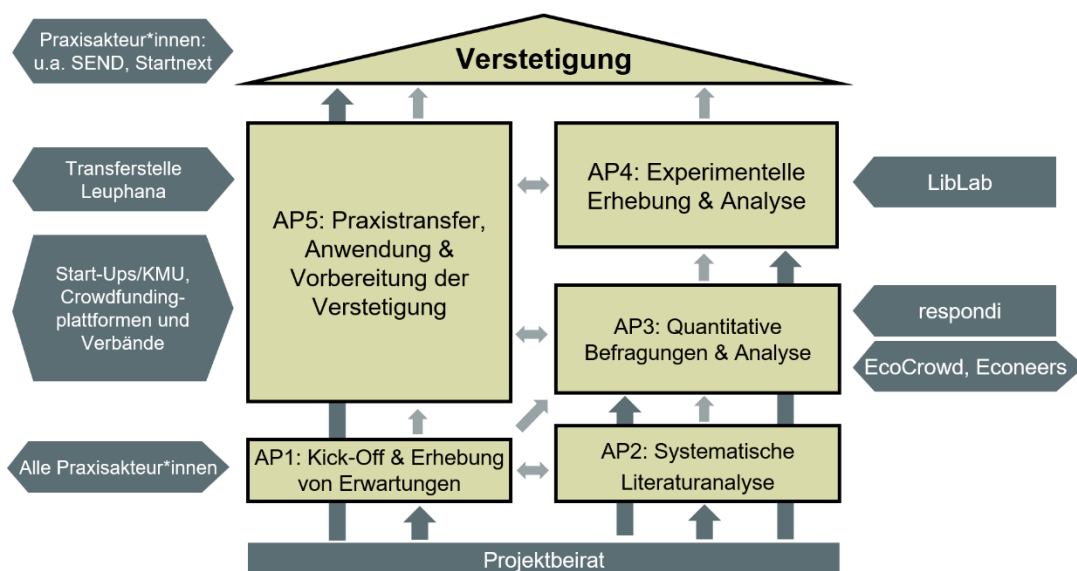 Praxisakteur*innen:
u.a. SEND, Startnext
Verstetigung
Transferstelle
Leuphana
AP5: Praxistransfer,
Anwendung &
Vorbereitung der
Verstetigung
AP4: Experimentelle
Erhebung & Analyse
LibLab
Start-Ups/KMU,
Crowdfunding-
plattformen und
Verbände
AP3: Quantitative
Befragungen & Analyse
respondi
EcoCrowd, Econeers
Alle Praxisakteur*innen
AP1: Kick-Off & Erhebung
von Erwartungen
AP2: Systematische
Literaturanalyse
Projektbeirat